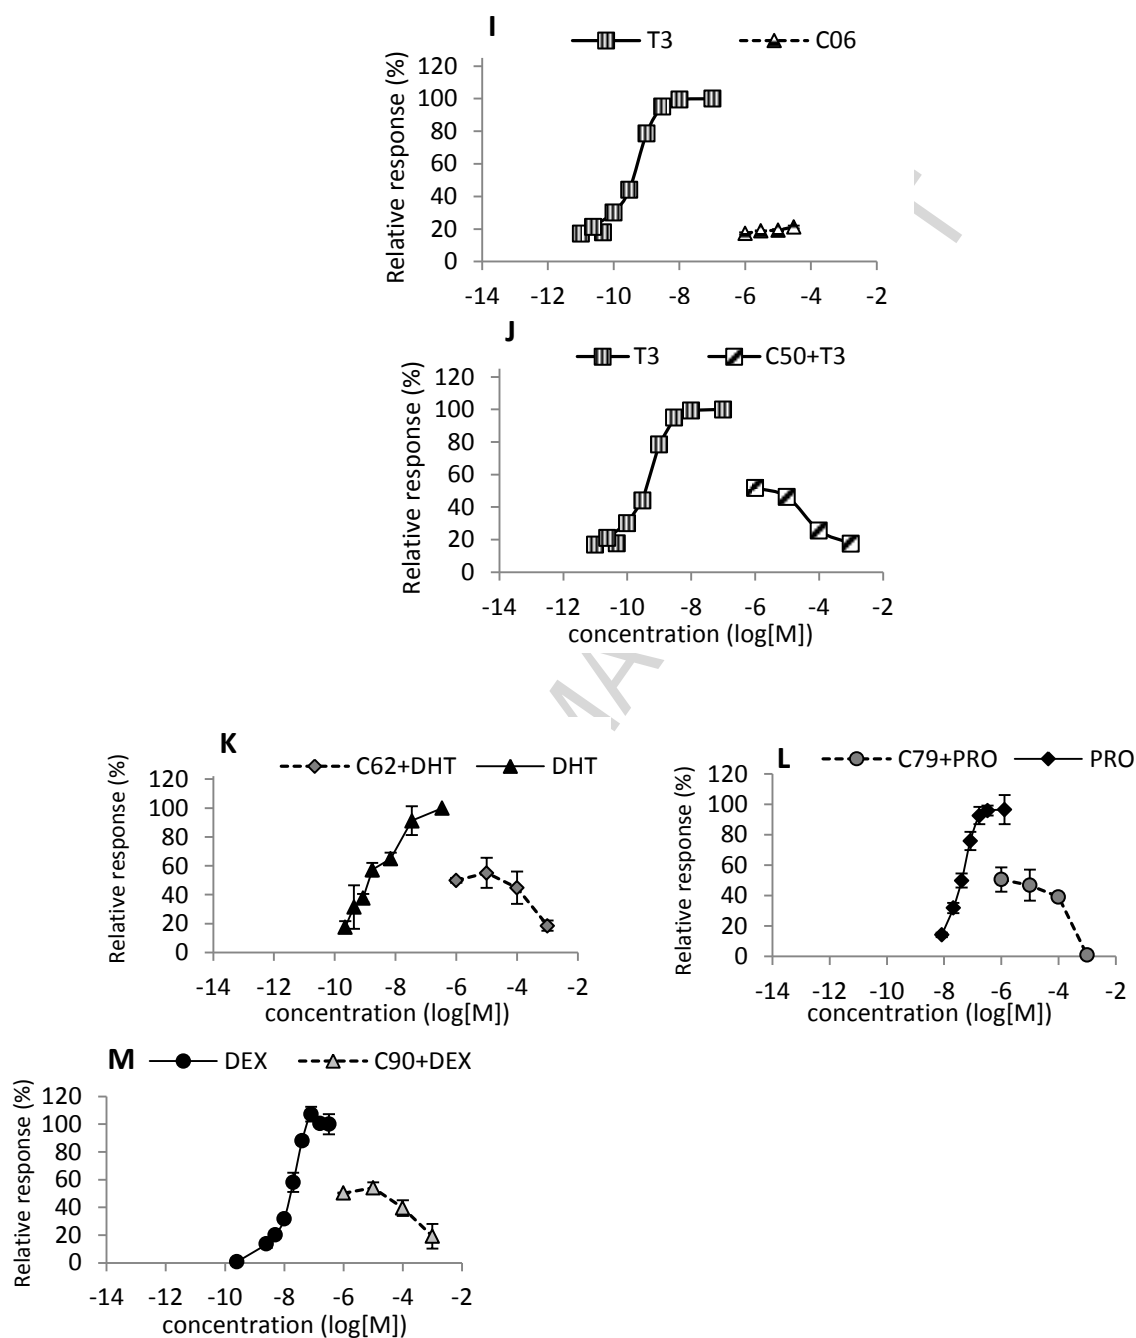 I
T3 C06
Relative response (%)
120
100
80
60
40
20
0
-14 -12 -10 -8 -6 -4 -2
J
T3 C50+T3
Relative response (%)
120
100
80
60
40
20
0
-14 -12 -10 -8 -6 -4 -2
concentration (log[M])
MA
K
C62+DHT DHT
Relative response (%)
120
100
80
60
40
20
0
-14 -12 -10 -8 -6 -4 -2
concentration (log[M])
L
C79+PRO PRO
Relative response (%)
120
100
80
60
40
20
0
-14 -12 -10 -8 -6 -4 -2
concentration (log[M])
M
DEX C90+DEX
Relative response (%)
120
100
80
60
40
20
0
-14 -12 -10 -8 -6 -4 -2
concentration (log[M])